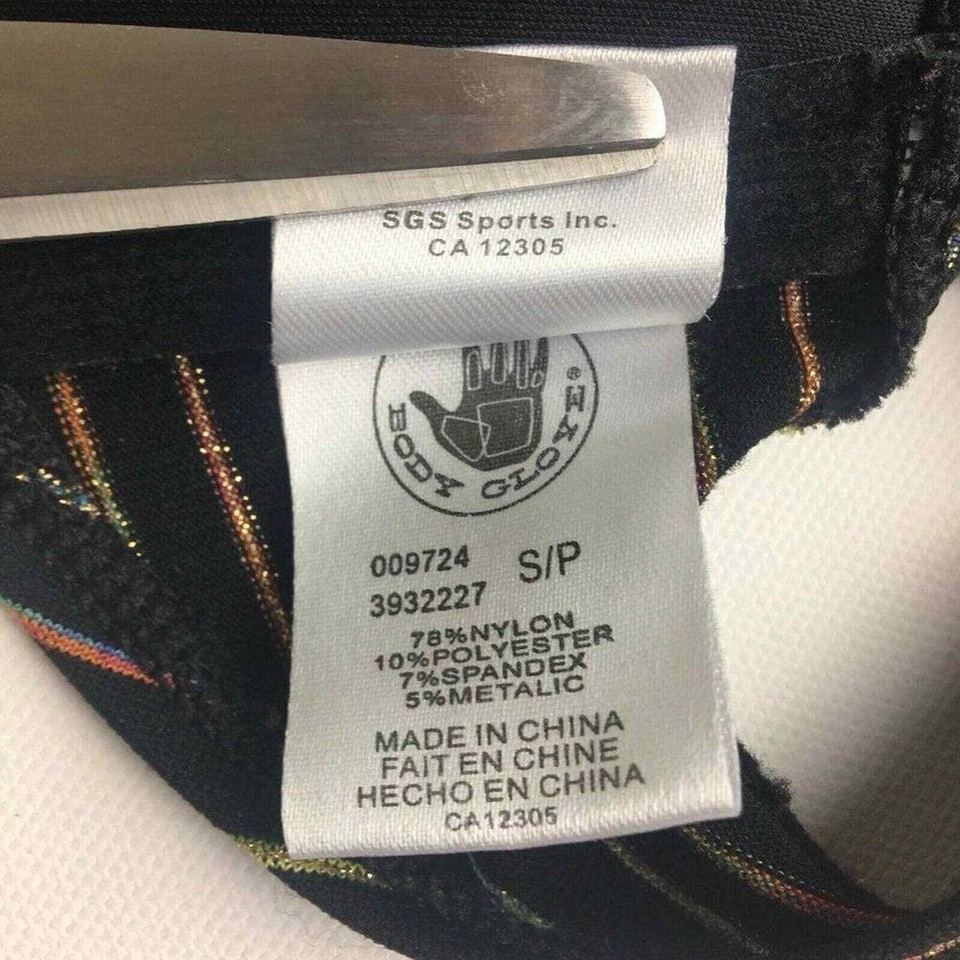 SGS Sports Inc.
CA 12305
BODY GLOVE®
009724 S/P
3932227
78%NYLON
10%POLYESTER
7%SPANDEX
5%METALIC
MADE IN CHINA
FAIT EN CHINE
HECHO EN CHINA
CA12305